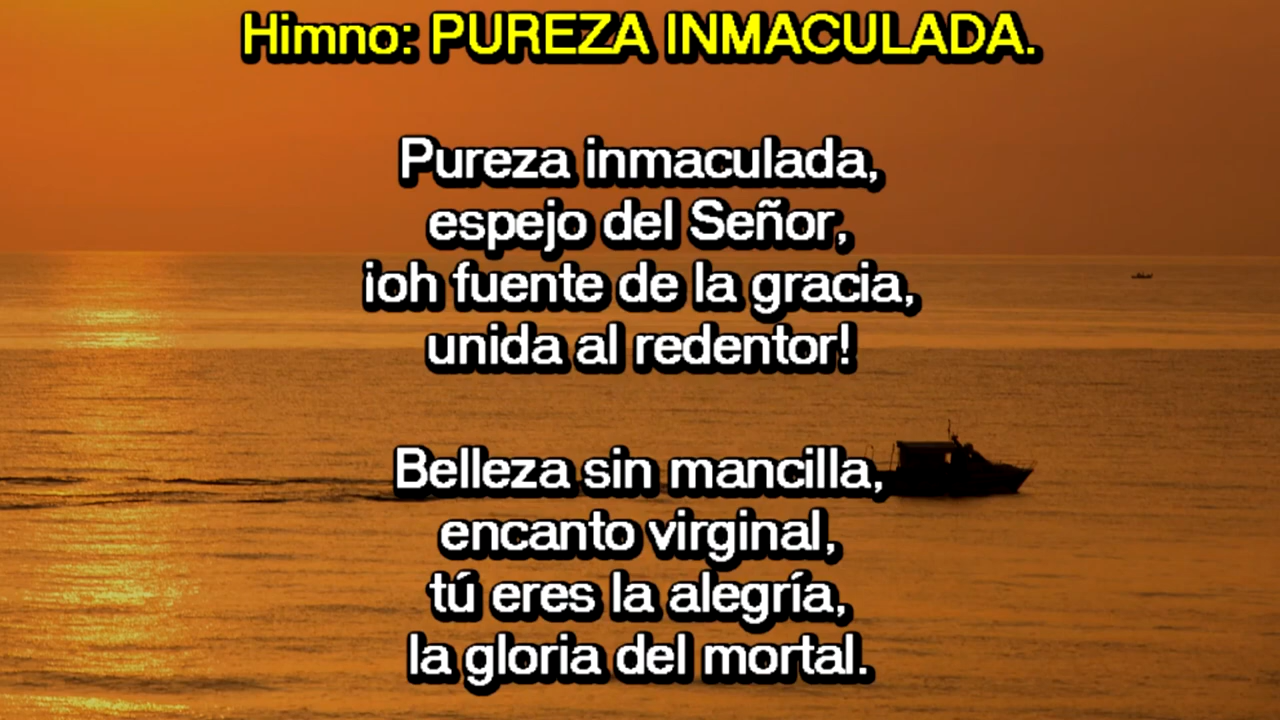 Himno: PUREZA INMACULADA.
Pureza inmaculada,
espejo del Señor,
¡oh fuente de la gracia,
unida al redentor!
Belleza sin mancilla,
encanto virginal,
tú eres la alegría,
la gloria del mortal.